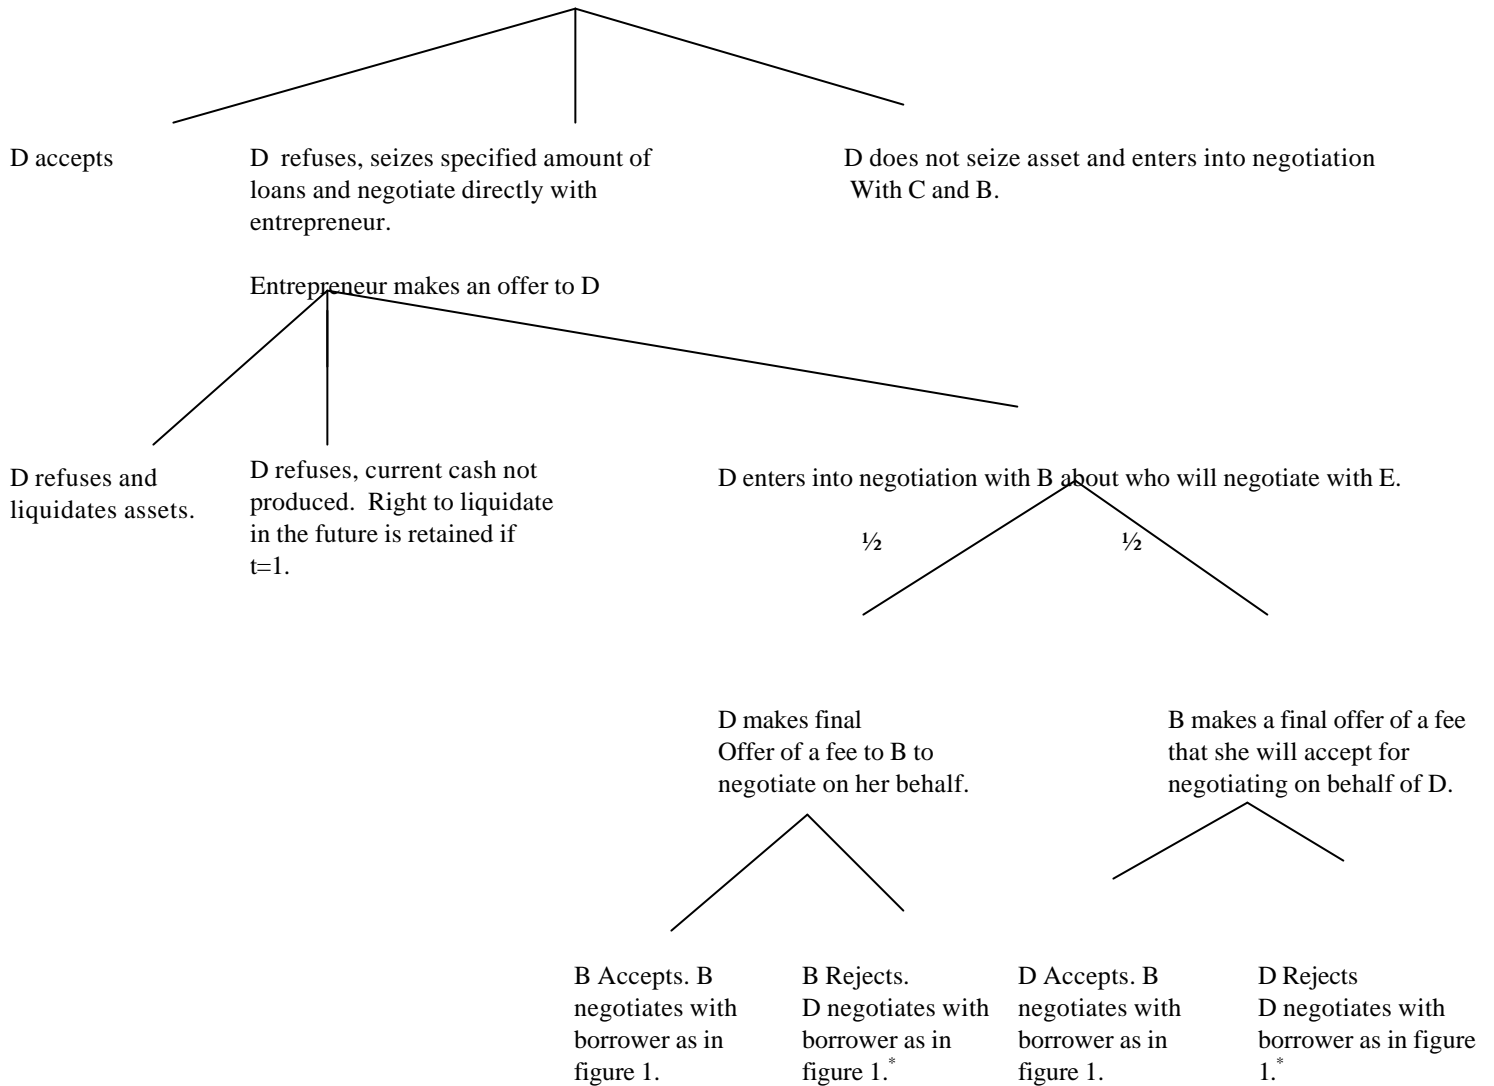 D accepts
D refuses, seizes specified amount of
loans and negotiate directly with
entrepreneur.
D does not seize asset and enters into negotiation
With C and B.
Entrepreneur makes an offer to D
D refuses and
liquidates assets.
D refuses, current cash not
produced. Right to liquidate
in the future is retained if
t=1.
D enters into negotiation with B about who will negotiate with E.
½
½
D makes final
Offer of a fee to B to
negotiate on her behalf.
B makes a final offer of a fee
that she will accept for
negotiating on behalf of D.
B Accepts. B
negotiates with
borrower as in
figure 1.
B Rejects.
D negotiates with
borrower as in
figure 1.*
D Accepts. B
negotiates with
borrower as in
figure 1.
D Rejects
D negotiates with
borrower as in figure
1.*